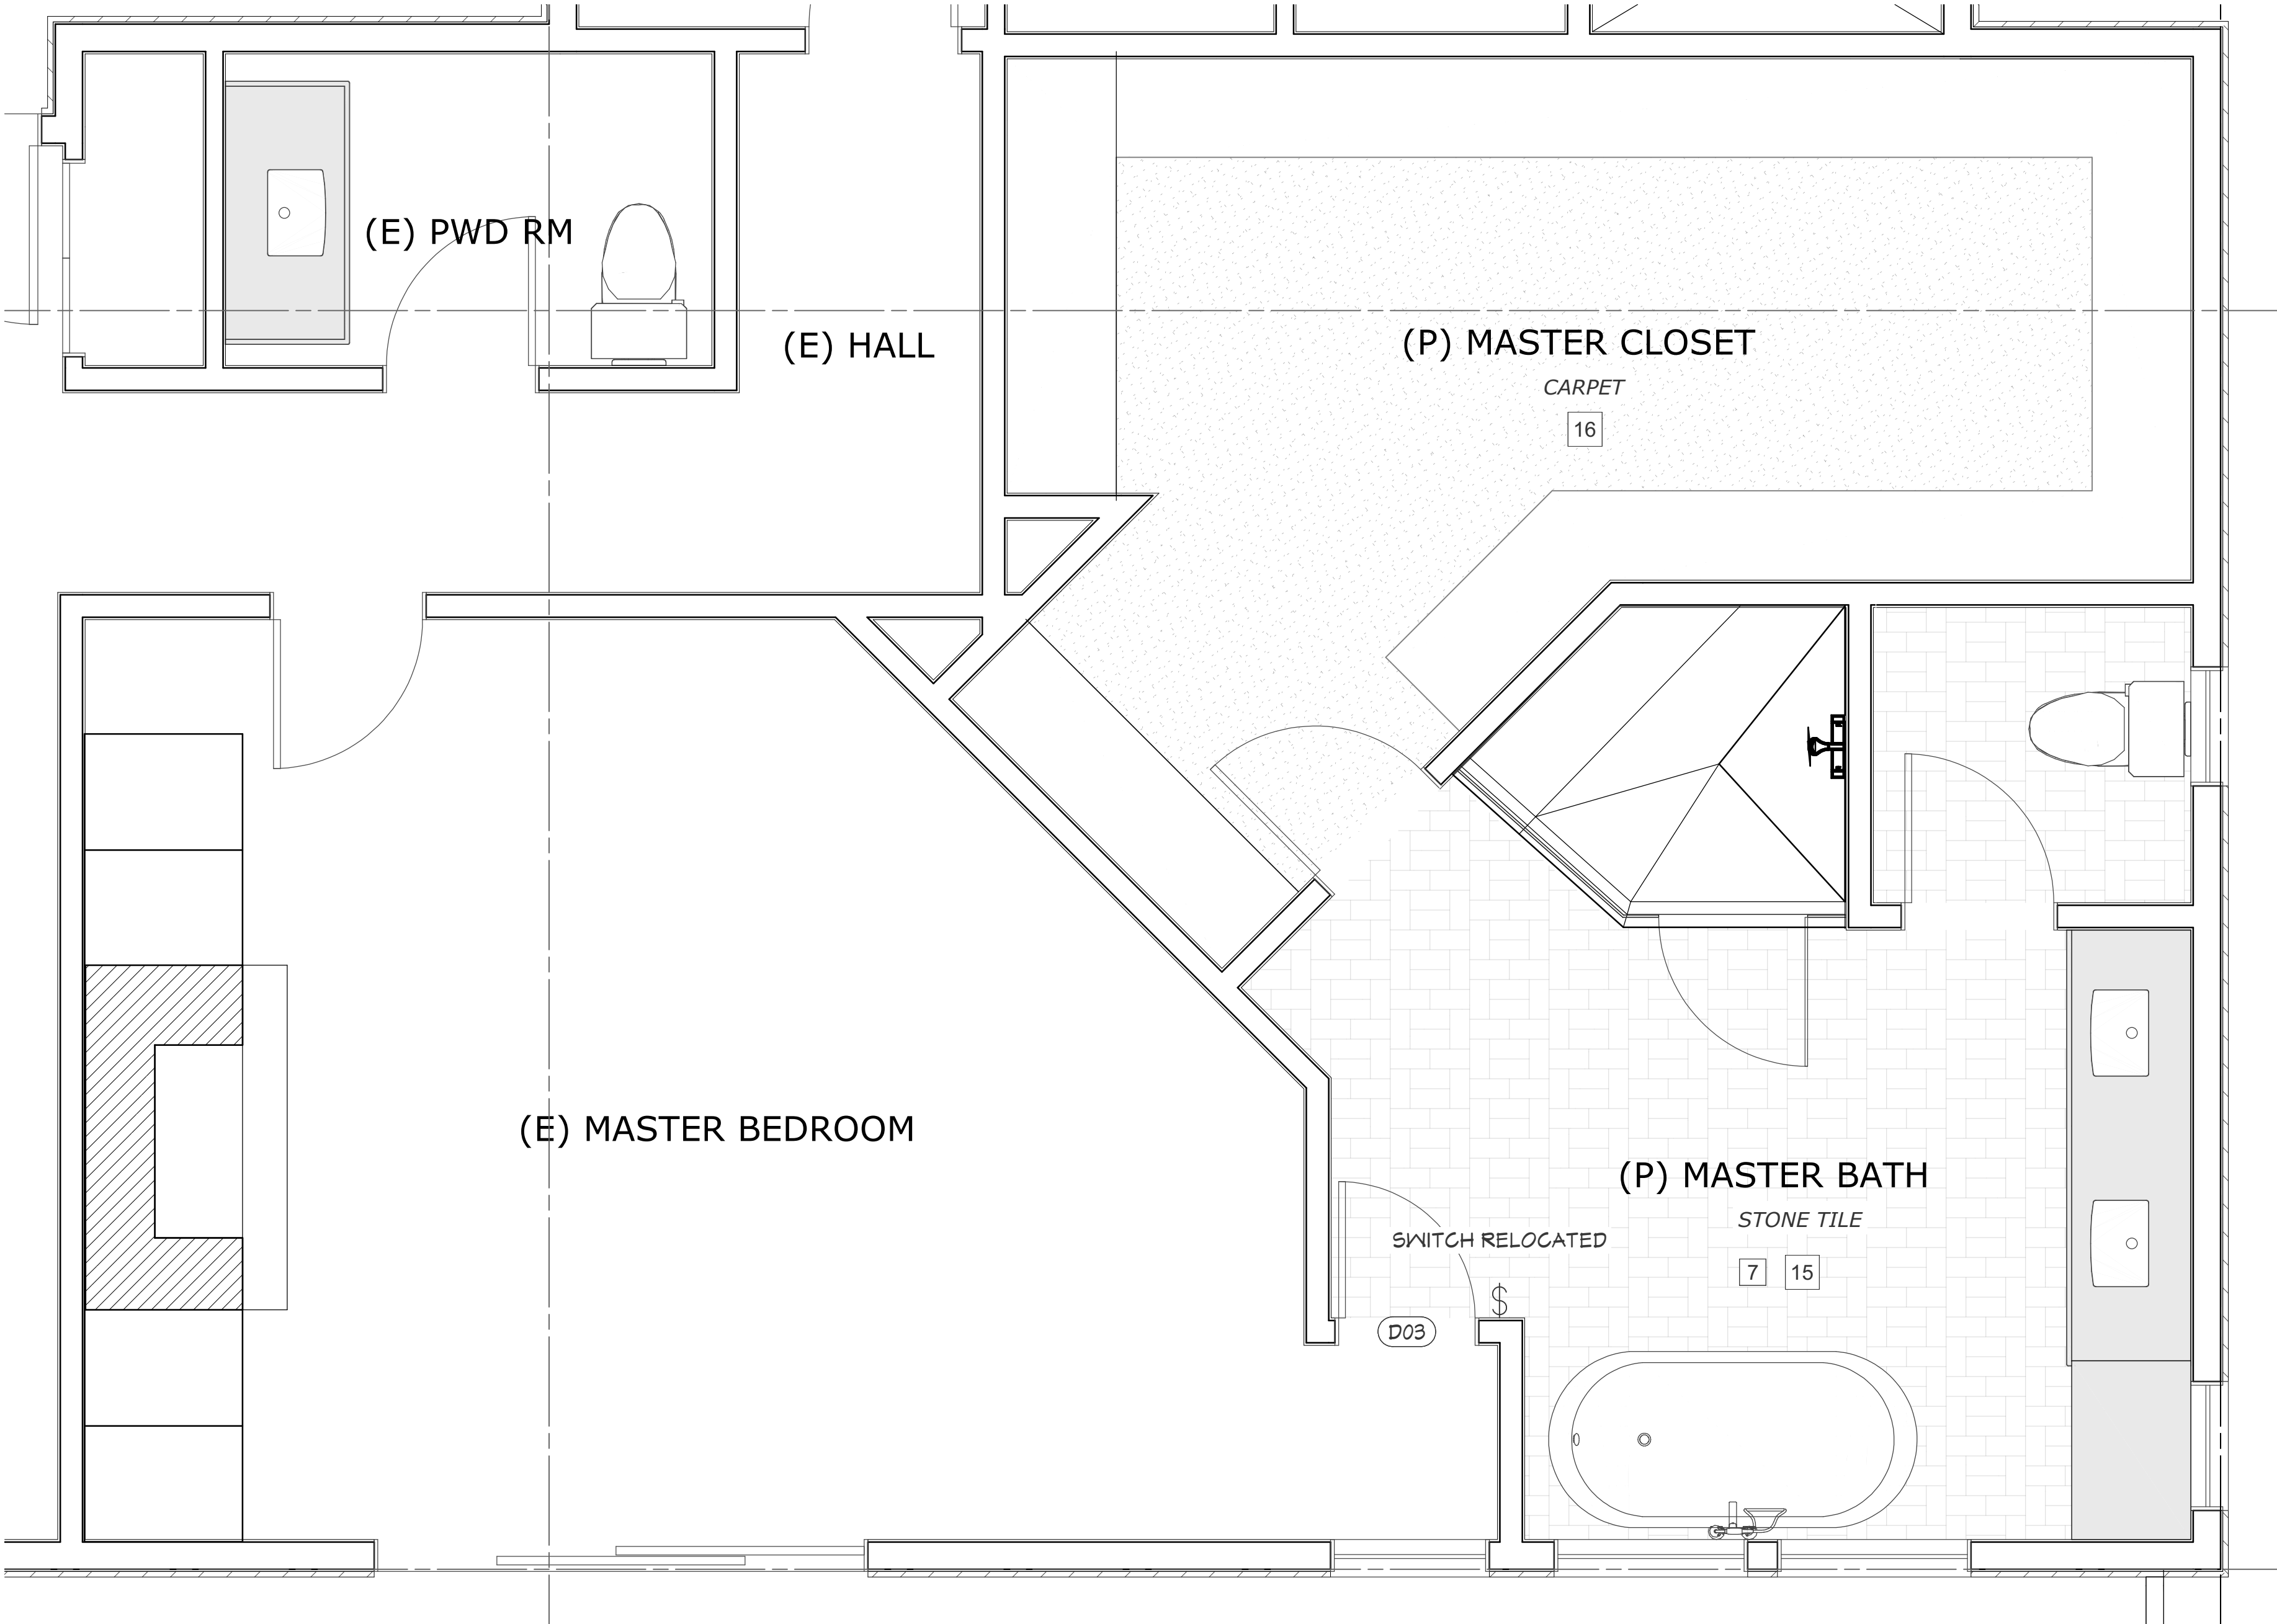 (E) PWD RM
(E) HALL
(P) MASTER CLOSET
CARPET
16
(E) MASTER BEDROOM
(P) MASTER BATH
STONE TILE
SWITCH RELOCATED
7 15
$
D03